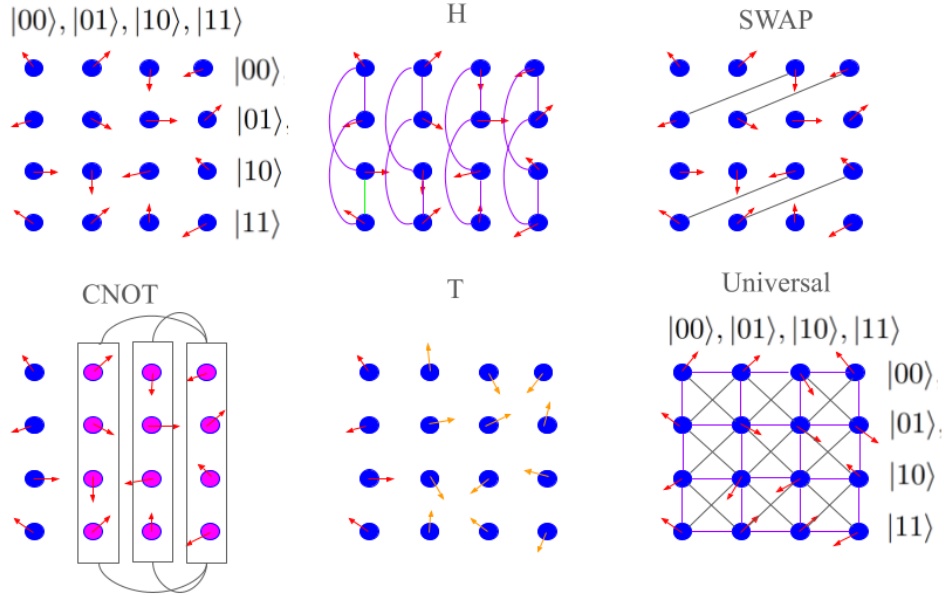 |00⟩, |01⟩, |10⟩, |11⟩
H
SWAP
|00⟩.
|01⟩,
|10⟩
|11⟩
CNOT
T
Universal
|00⟩, |01⟩, |10⟩, |11⟩
|00⟩.
|01⟩,
|10⟩
|11⟩